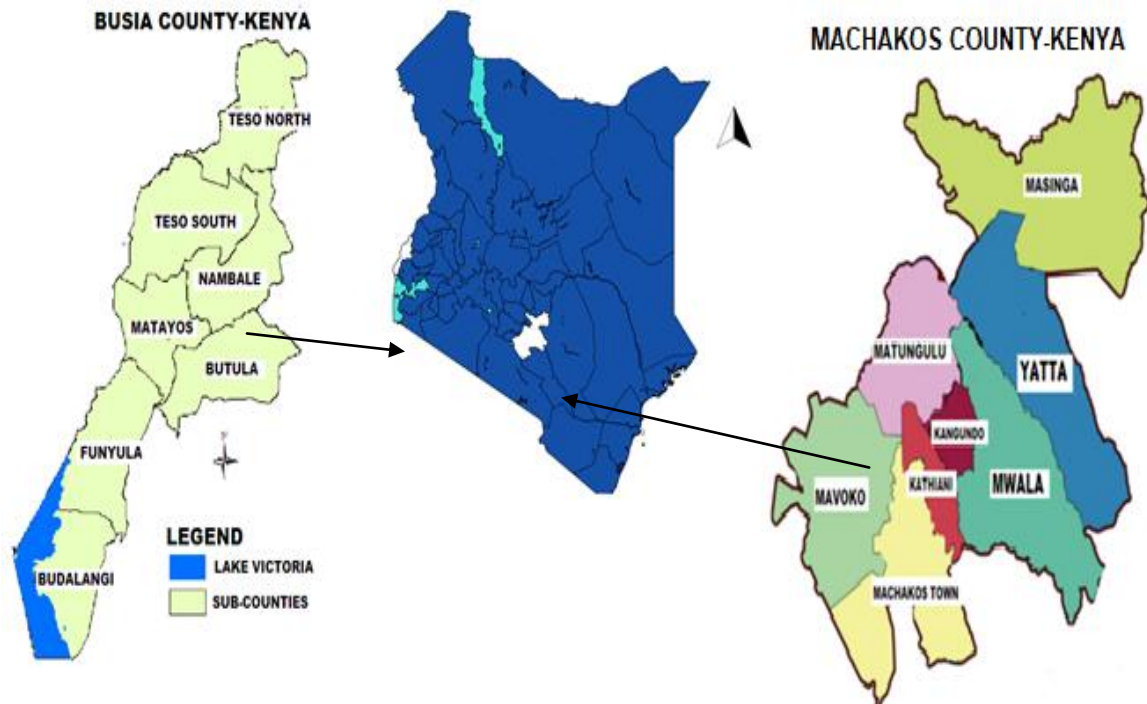 BUSIA COUNTY-KENYA
TESO NORTH
TESO SOUTH
NAMBALE
MATAYOS
BUTULA
FUNYULA
BUDALANGI
LEGEND
LAKE VICTORIA
SUB-COUNTIES
MACHAKOS COUNTY-KENYA
MASINGA
MATUNGULU
YATTA
KANGUNDO
KATHIANI
MWALA
MAVOKO
MACHAKOS TOWN